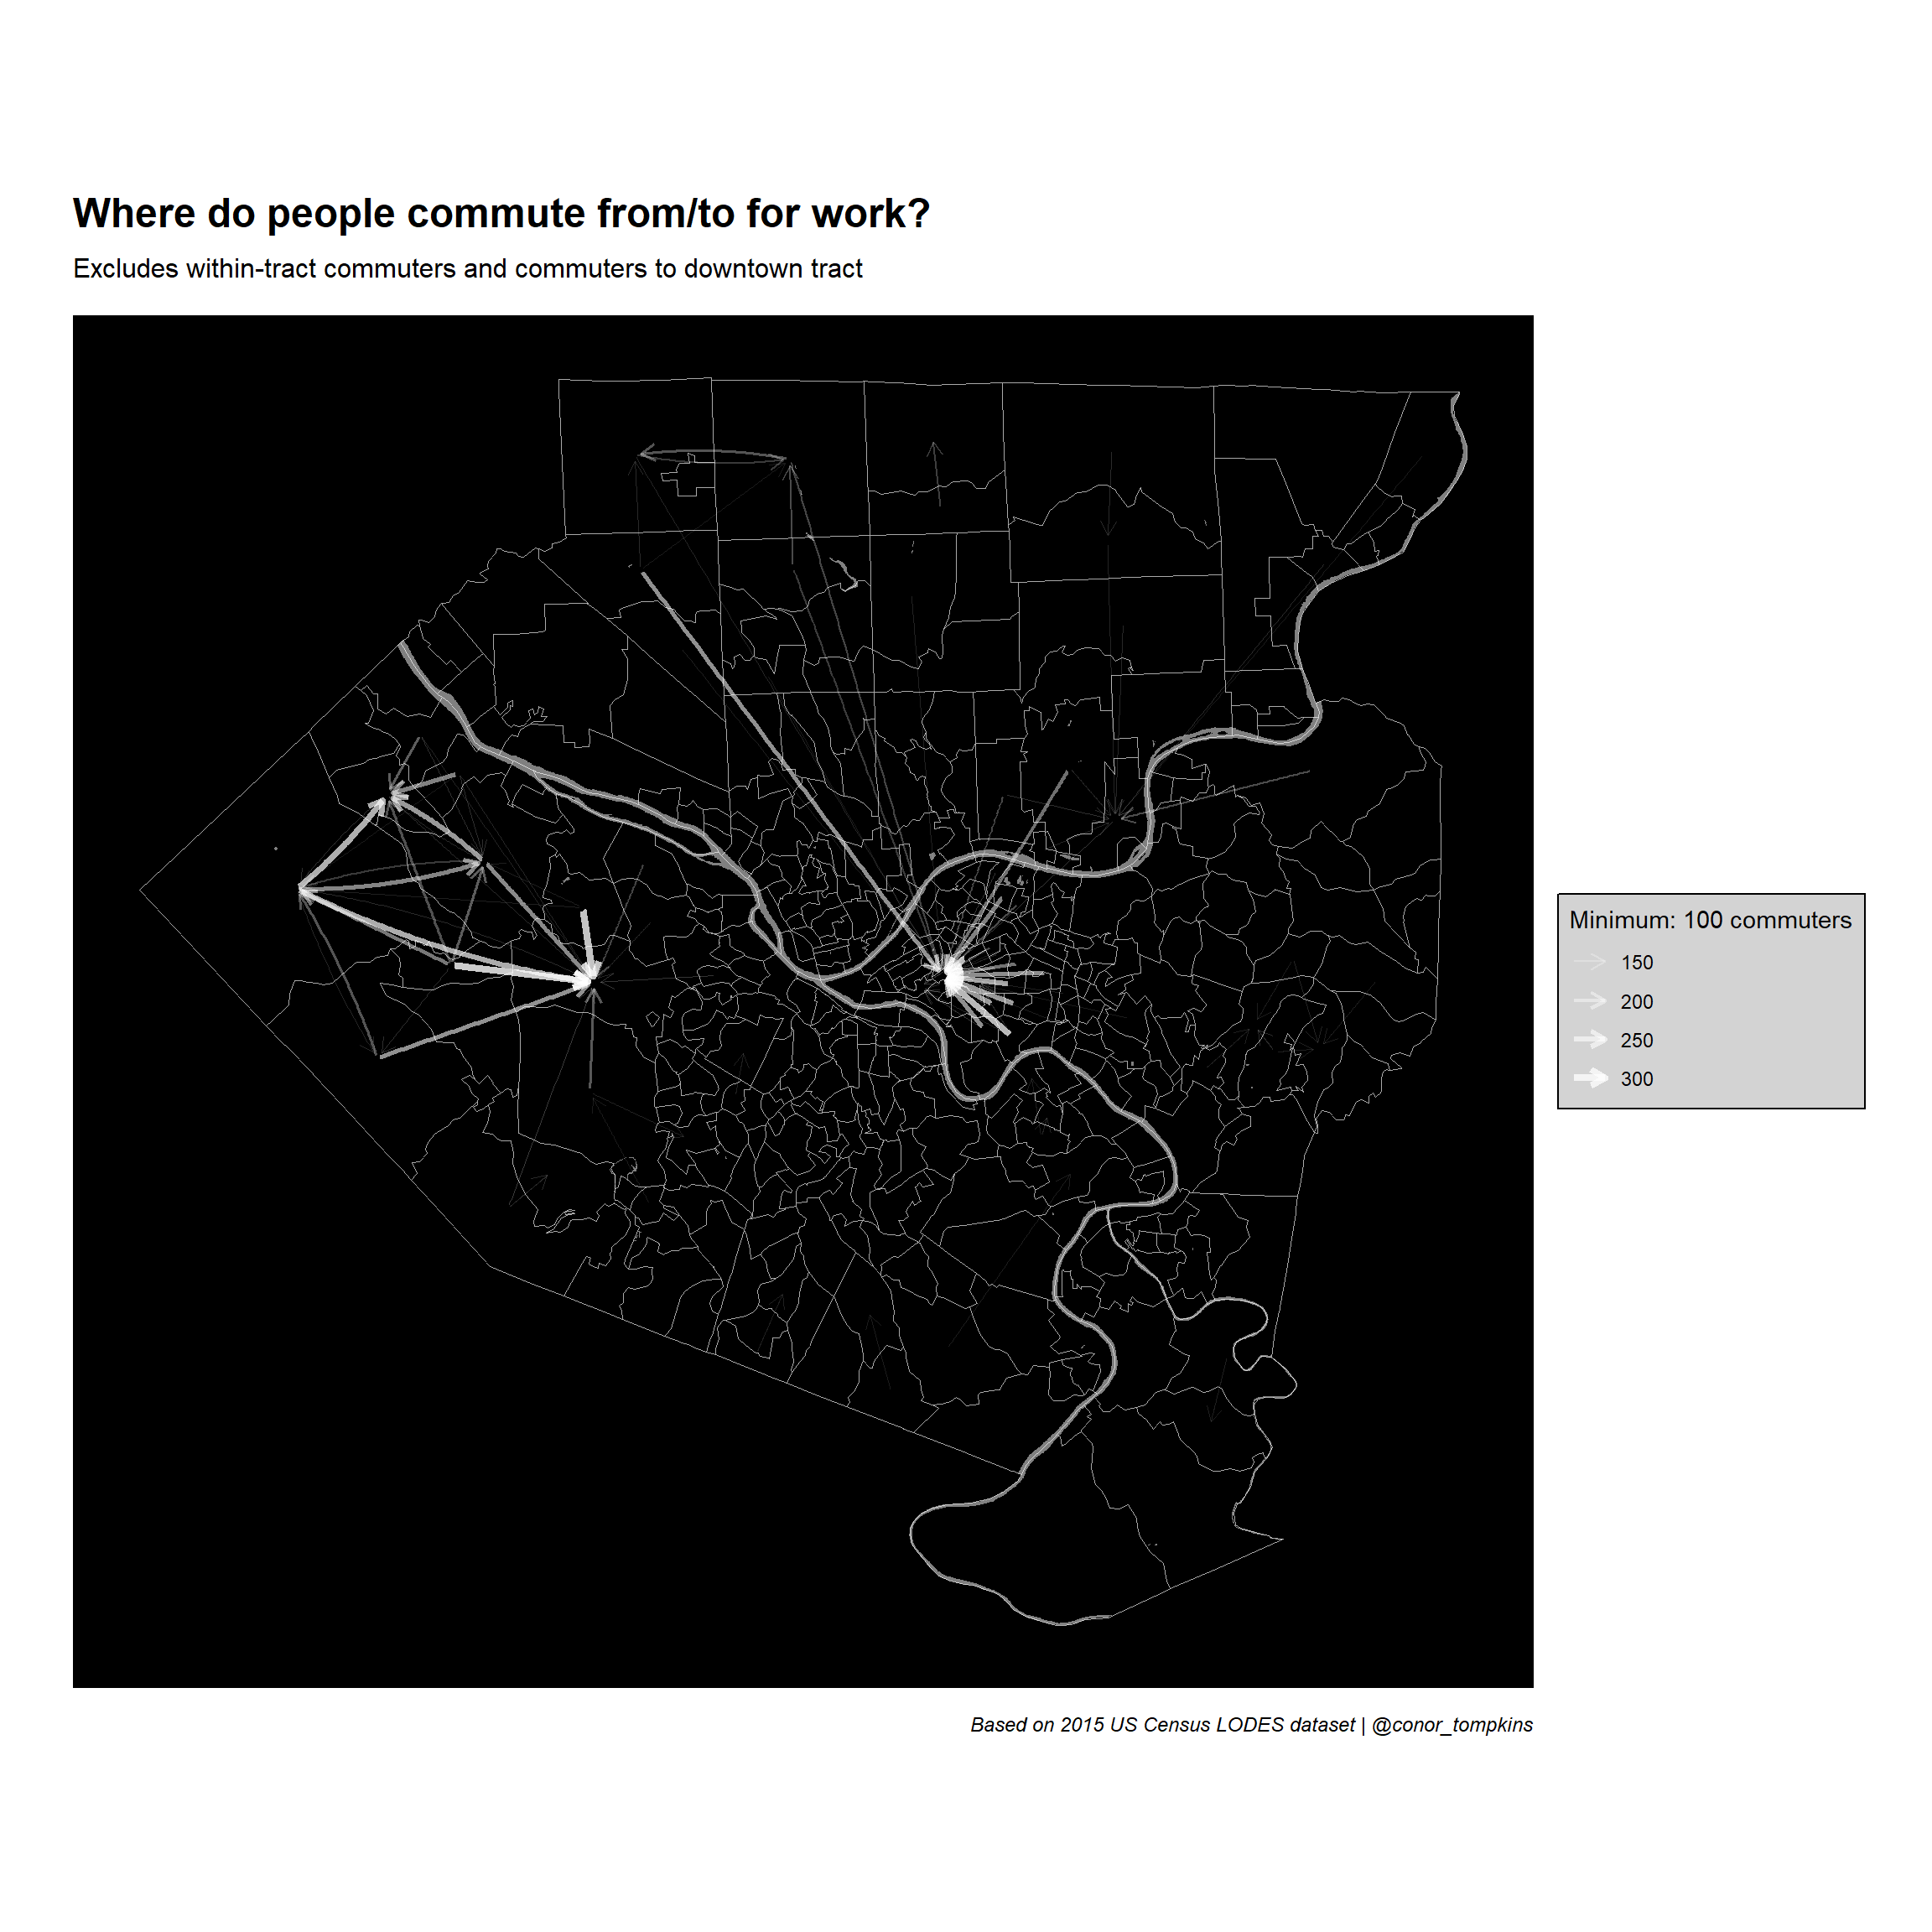 Where do people commute from/to for work?
Excludes within-tract commuters and commuters to downtown tract
Minimum: 100 commuters
150
200
250
300
Based on 2015 US Census LODES dataset | @conor_tompkins